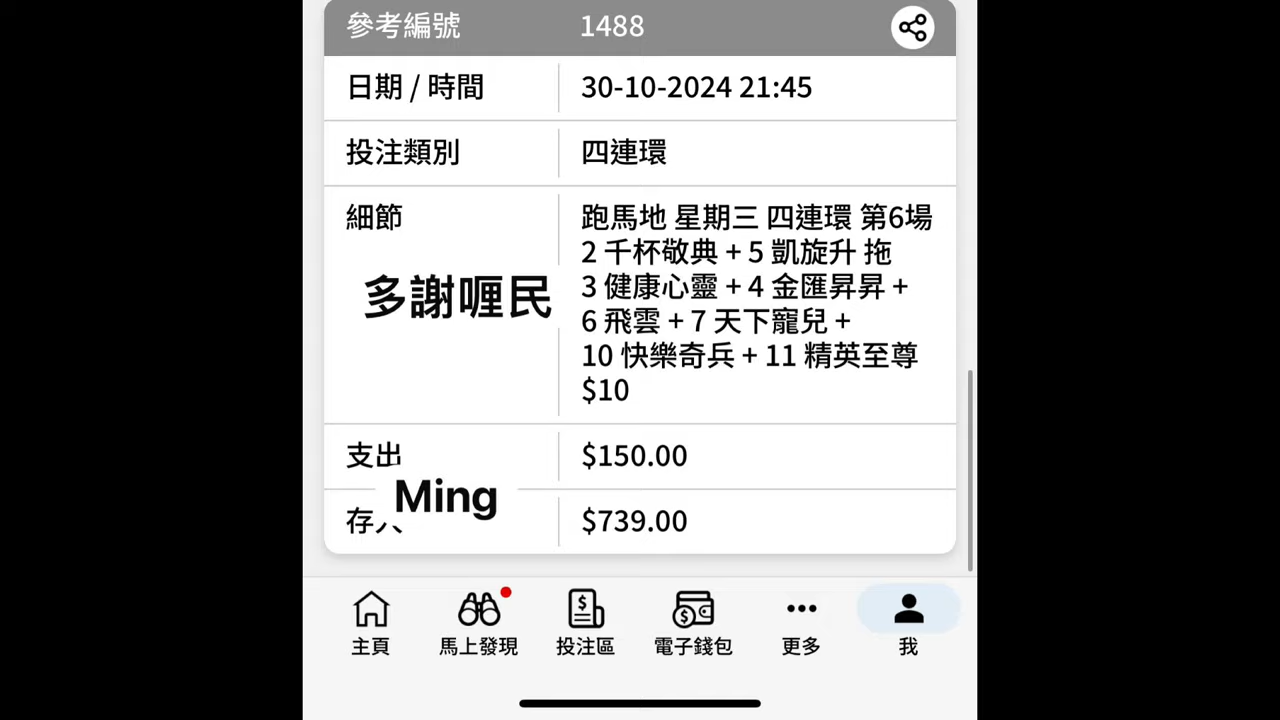 參考編號 1488
日期 / 時間 30-10-2024 21:45
投注類別 四連環
細節 跑馬地 星期三 四連環 第6場
2 千杯敬典 + 5 凱旋升 拖
3 健康心靈 + 4 金匯昇昇 +
多謝喱民
6 飛雲 + 7 天下寵兒 +
10 快樂奇兵 + 11 精英至尊
$10
支出 $150.00
Ming
存入 $739.00
主頁 馬上發現 投注區 電子錢包 更多 我